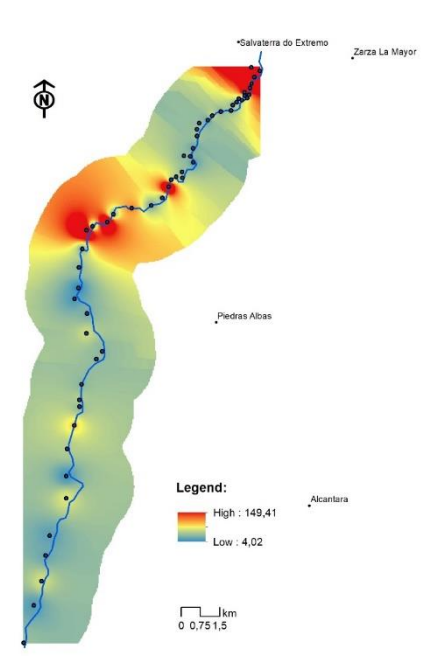 Salvaterra do Extremo
Zarza La Mayor
N
Piedras Albas
Legend:
High : 149,41
Low : 4,02
Alcantara
km
0 0,75 1,5